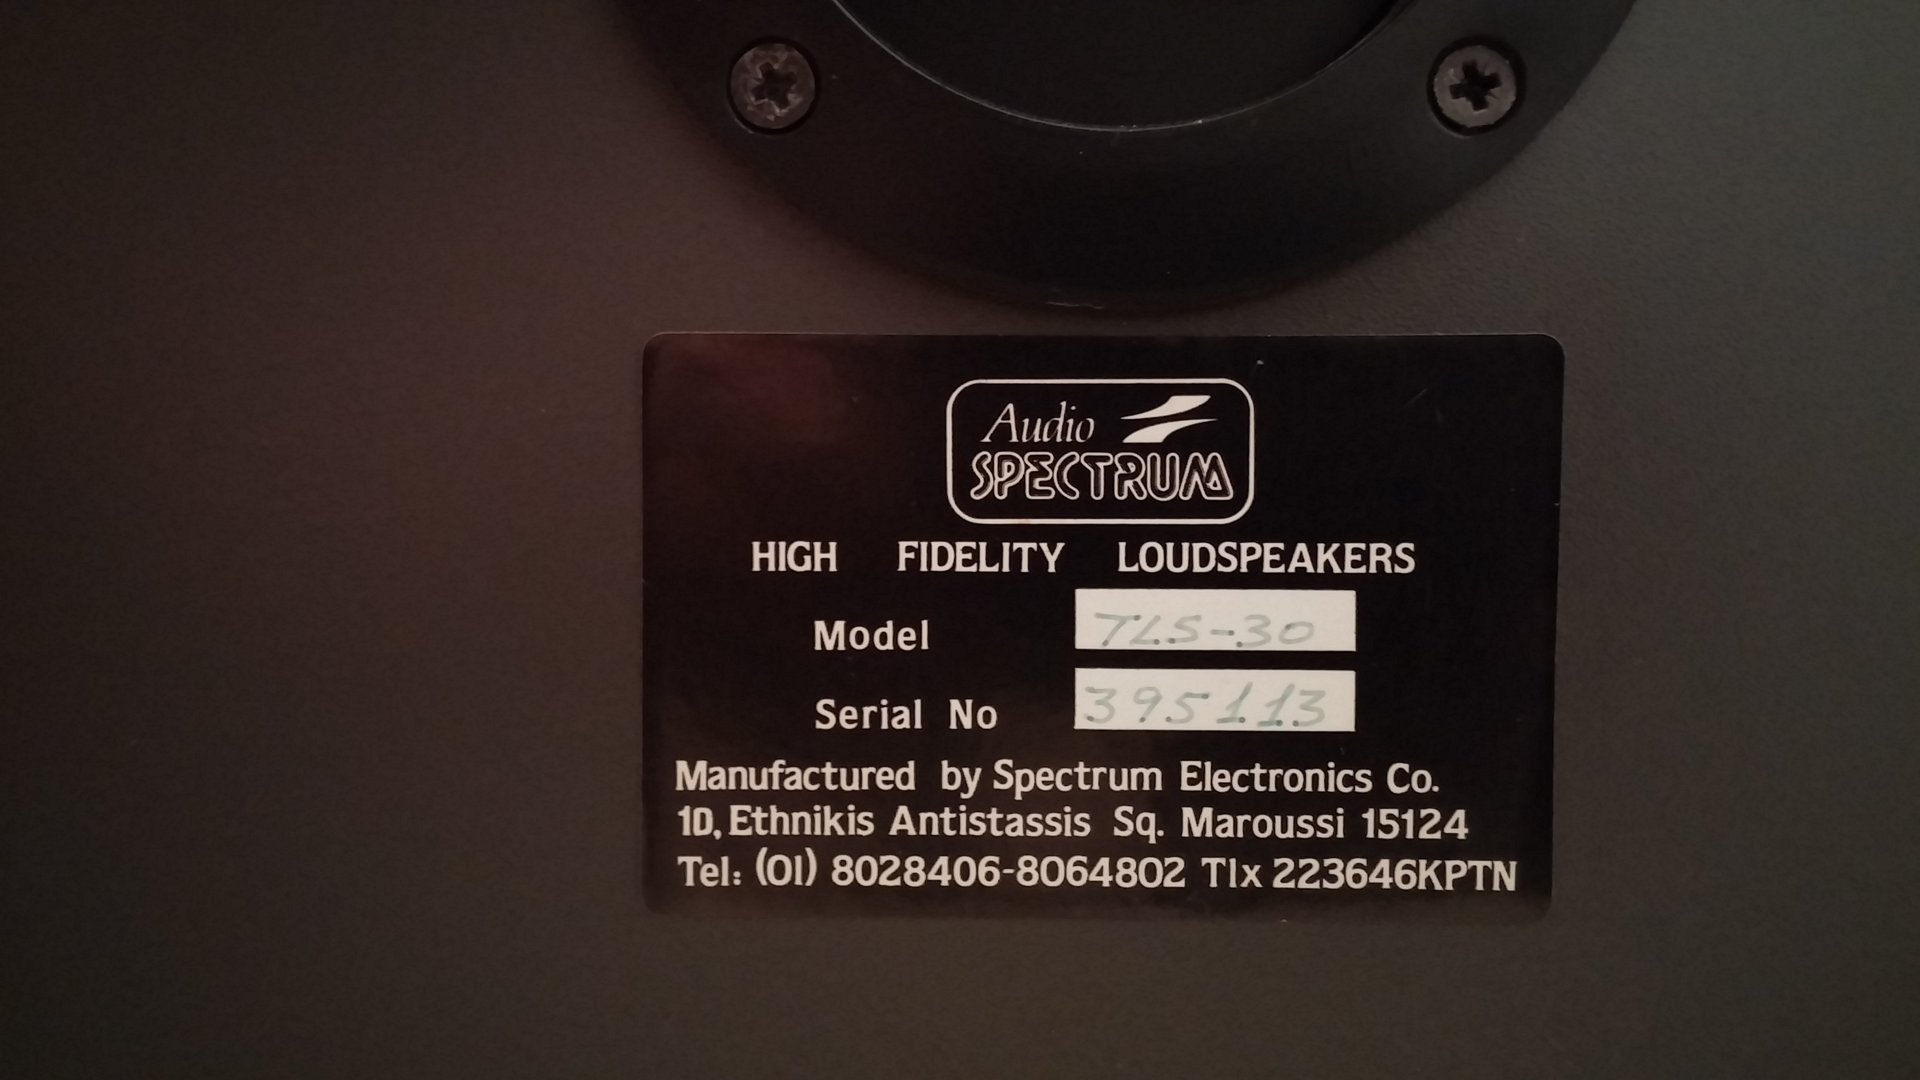 Audio
SPECTRUM
HIGH FIDELITY LOUDSPEAKERS
Model TLS-30
Serial No 395113
Manufactured by Spectrum Electronics Co.
10, Ethnikis Antistassis Sq. Maroussi 15124
Tel: (01) 8028406-8064802 Tlx 223646KPTN